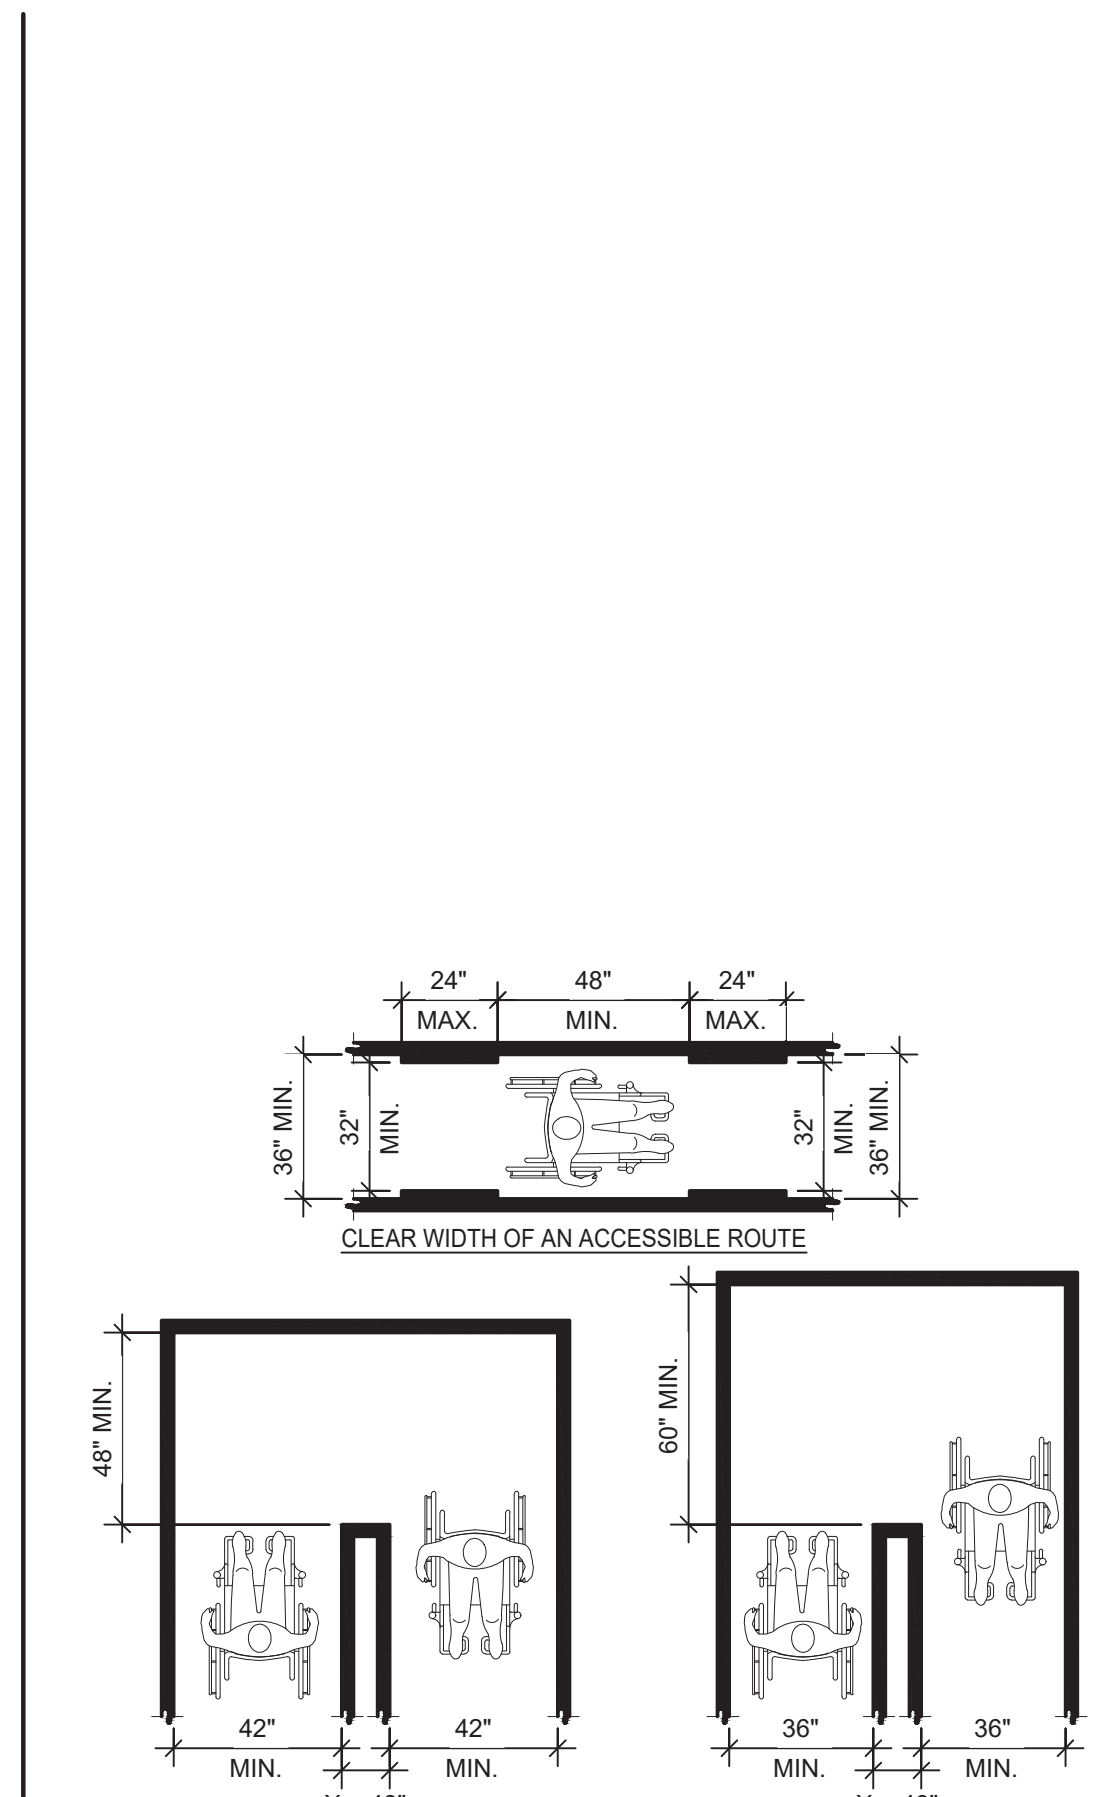 24" 48" 24"
MAX. MIN. MAX.
36" MIN.
32"
MIN.
32"
MIN.
36" MIN.
CLEAR WIDTH OF AN ACCESSIBLE ROUTE
48" MIN.
60" MIN.
42" 42"
MIN. MIN.
36" 36"
MIN. MIN.